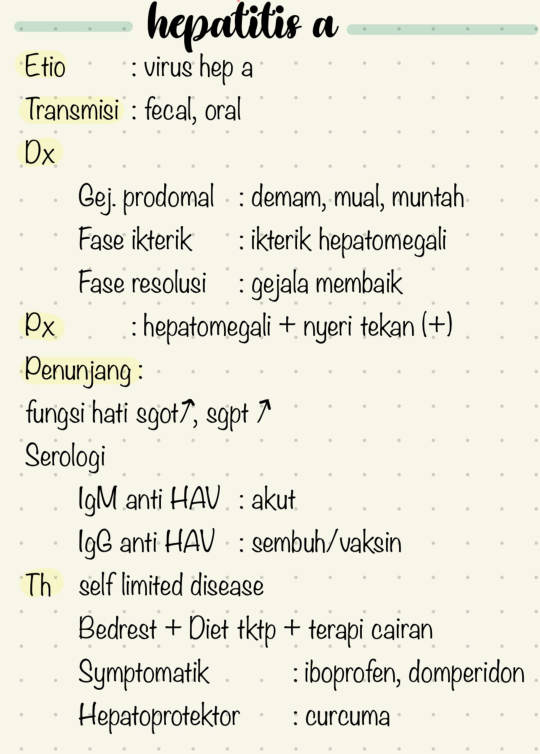 hepatitis a
Etio : virus hep a
Transmisi : fecal, oral
Dx
Gej. prodomal : demam, mual, muntah
Fase ikterik : ikterik hepatomegali
Fase resolusi : gejala membaik
Px : hepatomegali + nyeri tekan (+)
Penunjang :
fungsi hati sgot↗, sgpt ↗
Serologi
IgM anti HAV : akut
IgG anti HAV : sembuh/vaksin
Th self limited disease
Bedrest + Diet tktp + terapi cairan
Symptomatik : iboprofen, domperidon
Hepatoprotektor : curcuma